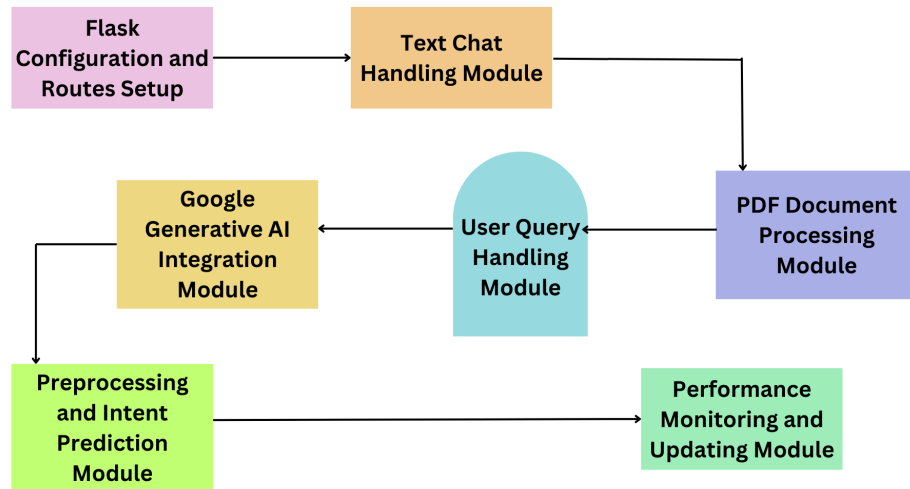 Flask
Configuration and
Routes Setup
Text Chat
Handling Module
PDF Document
Processing
Module
User Query
Handling
Module
Google
Generative AI
Integration
Module
Preprocessing
and Intent
Prediction
Module
Performance
Monitoring and
Updating Module